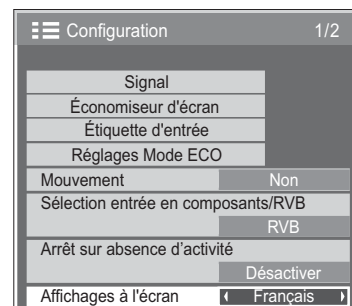 Configuration 1/2
Signal
Économiseur d'écran
Étiquette d'entrée
Réglages Mode ECO
Mouvement Non
Sélection entrée en composants/RVB
RVB
Arrêt sur absence d'activité
Désactiver
Affichages à l'écran Français